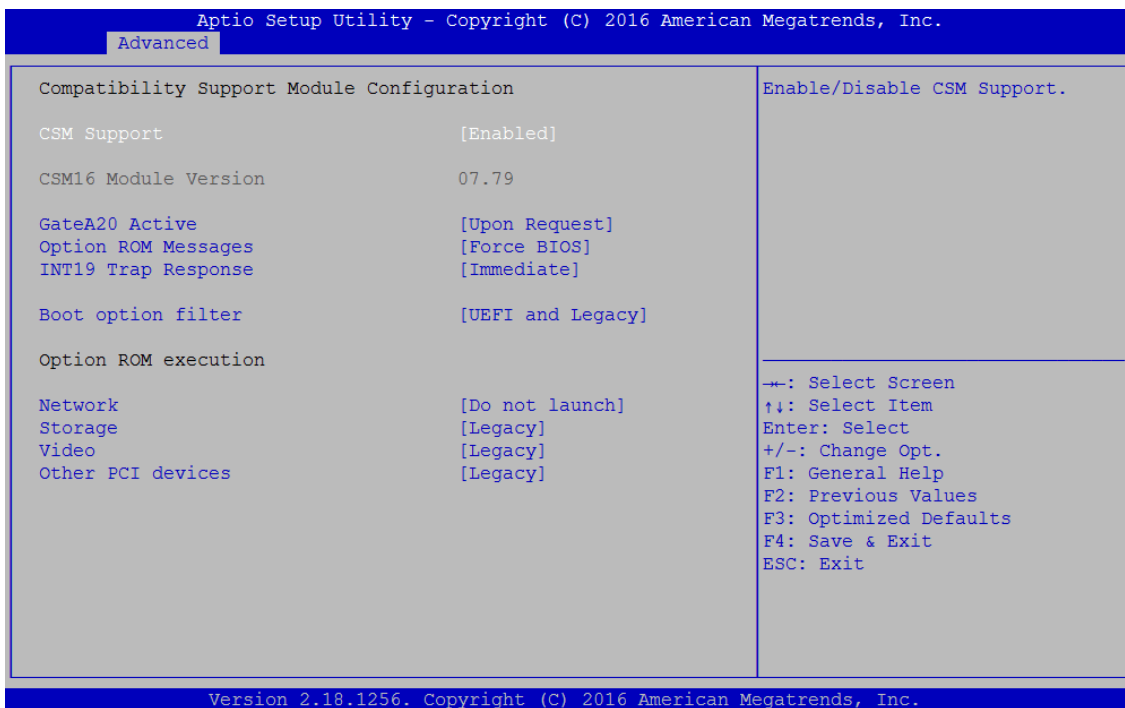 Aptio Setup Utility – Copyright (C) 2016 American Megatrends, Inc.
Advanced
Compatibility Support Module Configuration
CSM Support [Enabled]
CSM16 Module Version 07.79
GateA20 Active [Upon Request]
Option ROM Messages [Force BIOS]
INT19 Trap Response [Immediate]
Boot option filter [UEFI and Legacy]
Option ROM execution
Network [Do not launch]
Storage [Legacy]
Video [Legacy]
Other PCI devices [Legacy]
Enable/Disable CSM Support.
→←: Select Screen
↑↓: Select Item
Enter: Select
+/-: Change Opt.
F1: General Help
F2: Previous Values
F3: Optimized Defaults
F4: Save & Exit
ESC: Exit
Version 2.18.1256. Copyright (C) 2016 American Megatrends, Inc.